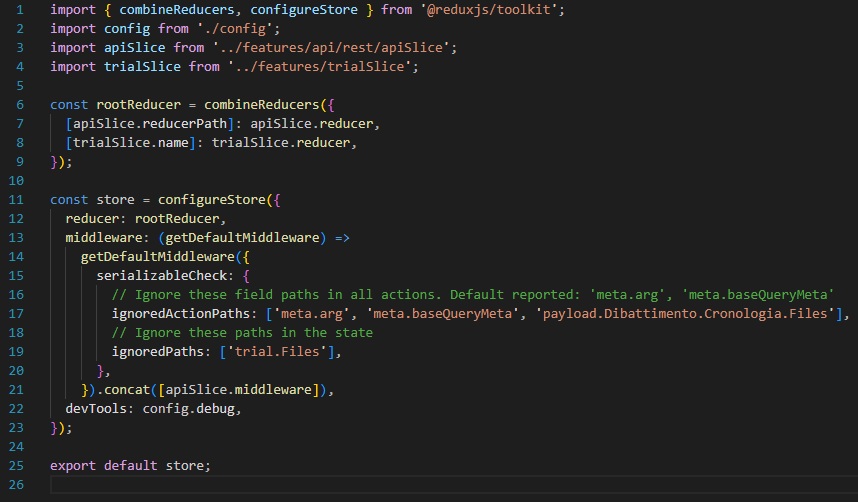 1 import { combineReducers, configureStore } from '@reduxjs/toolkit';
2 import config from './config';
3 import apiSlice from '../features/api/rest/apiSlice';
4 import trialSlice from '../features/trialSlice';
5
6 const rootReducer = combineReducers({
7   [apiSlice.reducerPath]: apiSlice.reducer,
8   [trialSlice.name]: trialSlice.reducer,
9 });
10
11 const store = configureStore({
12   reducer: rootReducer,
13   middleware: (getDefaultMiddleware) =>
14     getDefaultMiddleware({
15       serializableCheck: {
16         // Ignore these field paths in all actions. Default reported: 'meta.arg', 'meta.baseQueryMeta'
17         ignoredActionPaths: ['meta.arg', 'meta.baseQueryMeta', 'payload.Dibattimento.Cronologia.Files'],
18         // Ignore these paths in the state
19         ignoredPaths: ['trial.Files'],
20       },
21     }).concat([apiSlice.middleware]),
22   devTools: config.debug,
23 });
24
25 export default store;
26